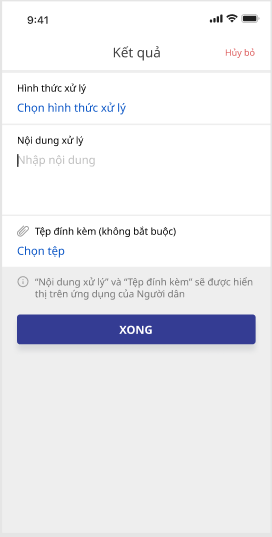 9:41
Kết quả
Hủy bỏ
Hình thức xử lý
Chọn hình thức xử lý
Nội dung xử lý
Nhập nội dung
Tệp đính kèm (không bắt buộc)
Chọn tệp
“Nội dung xử lý” và “Tệp đính kèm” sẽ được hiển
thị trên ứng dụng của Người dân
XONG